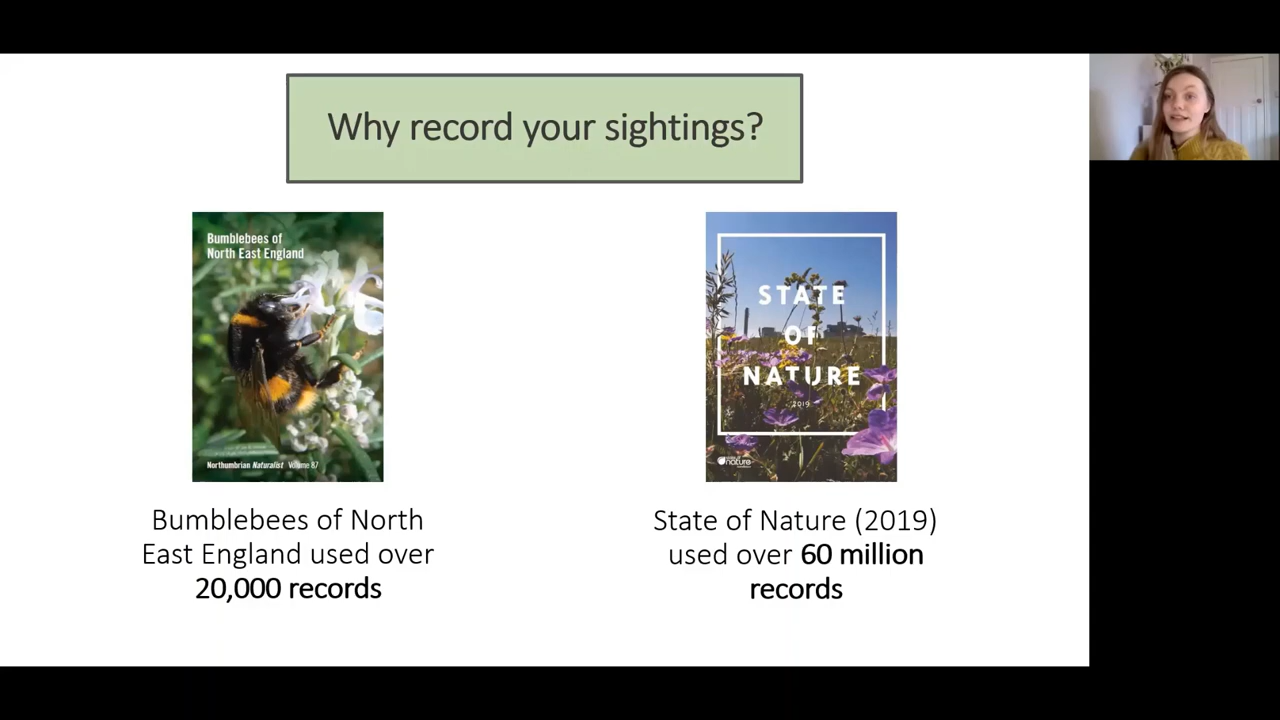 Why record your sightings?
Bumblebees of
North East England
Northumbrian Naturalist Volume 87
STATE
OF
NATURE
2019
nature
Bumblebees of North
East England used over
20,000 records
State of Nature (2019)
used over 60 million
records